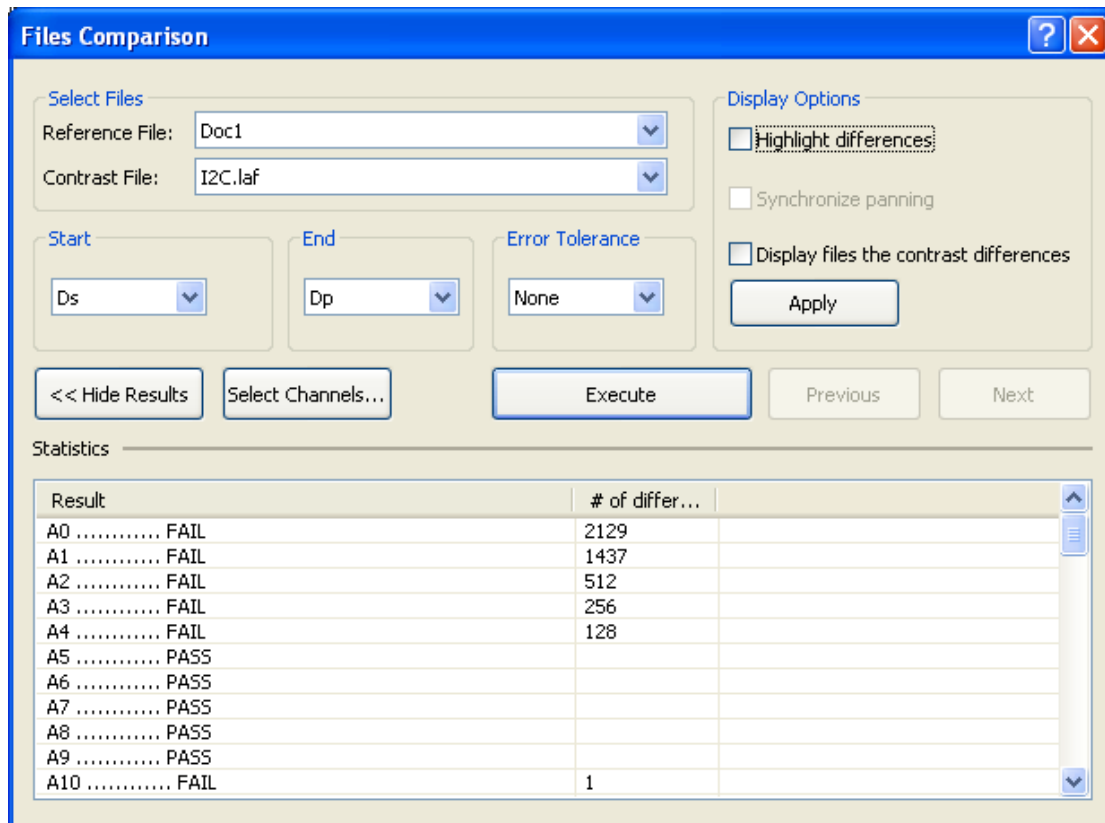 Files Comparison
Select Files
Reference File: Doc1
Contrast File: I2C.laf
Display Options
Highlight differences
Synchronize panning
Display files the contrast differences
Apply
Start
Ds
End
Dp
Error Tolerance
None
<< Hide Results
Select Channels...
Execute
Previous
Next
Statistics
Result # of differ...
A0 ............ FAIL 2129
A1 ............ FAIL 1437
A2 ............ FAIL 512
A3 ............ FAIL 256
A4 ............ FAIL 128
A5 ............ PASS
A6 ............ PASS
A7 ............ PASS
A8 ............ PASS
A9 ............ PASS
A10 ............ FAIL 1